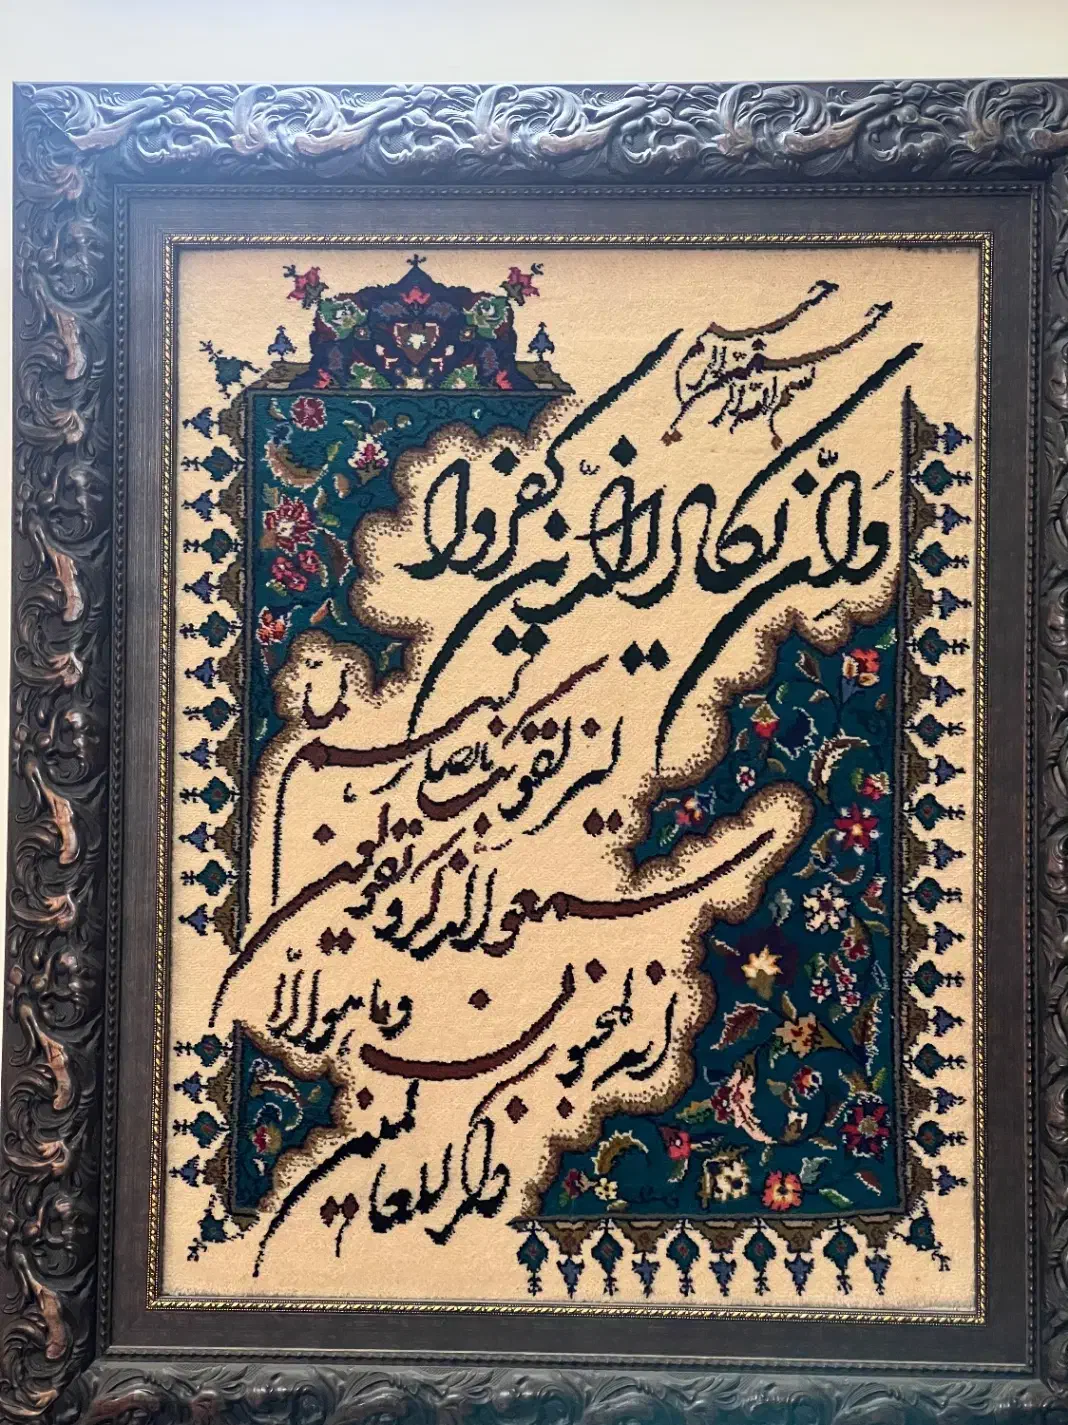 بسم الله الرحمن الرحیم
وان یکاد الذین کفروا
لیزلقونک بابصارهم لما
سمعوا الذکر و یقولون
انه لمجنون وما هو الا
ذکر للعالمین